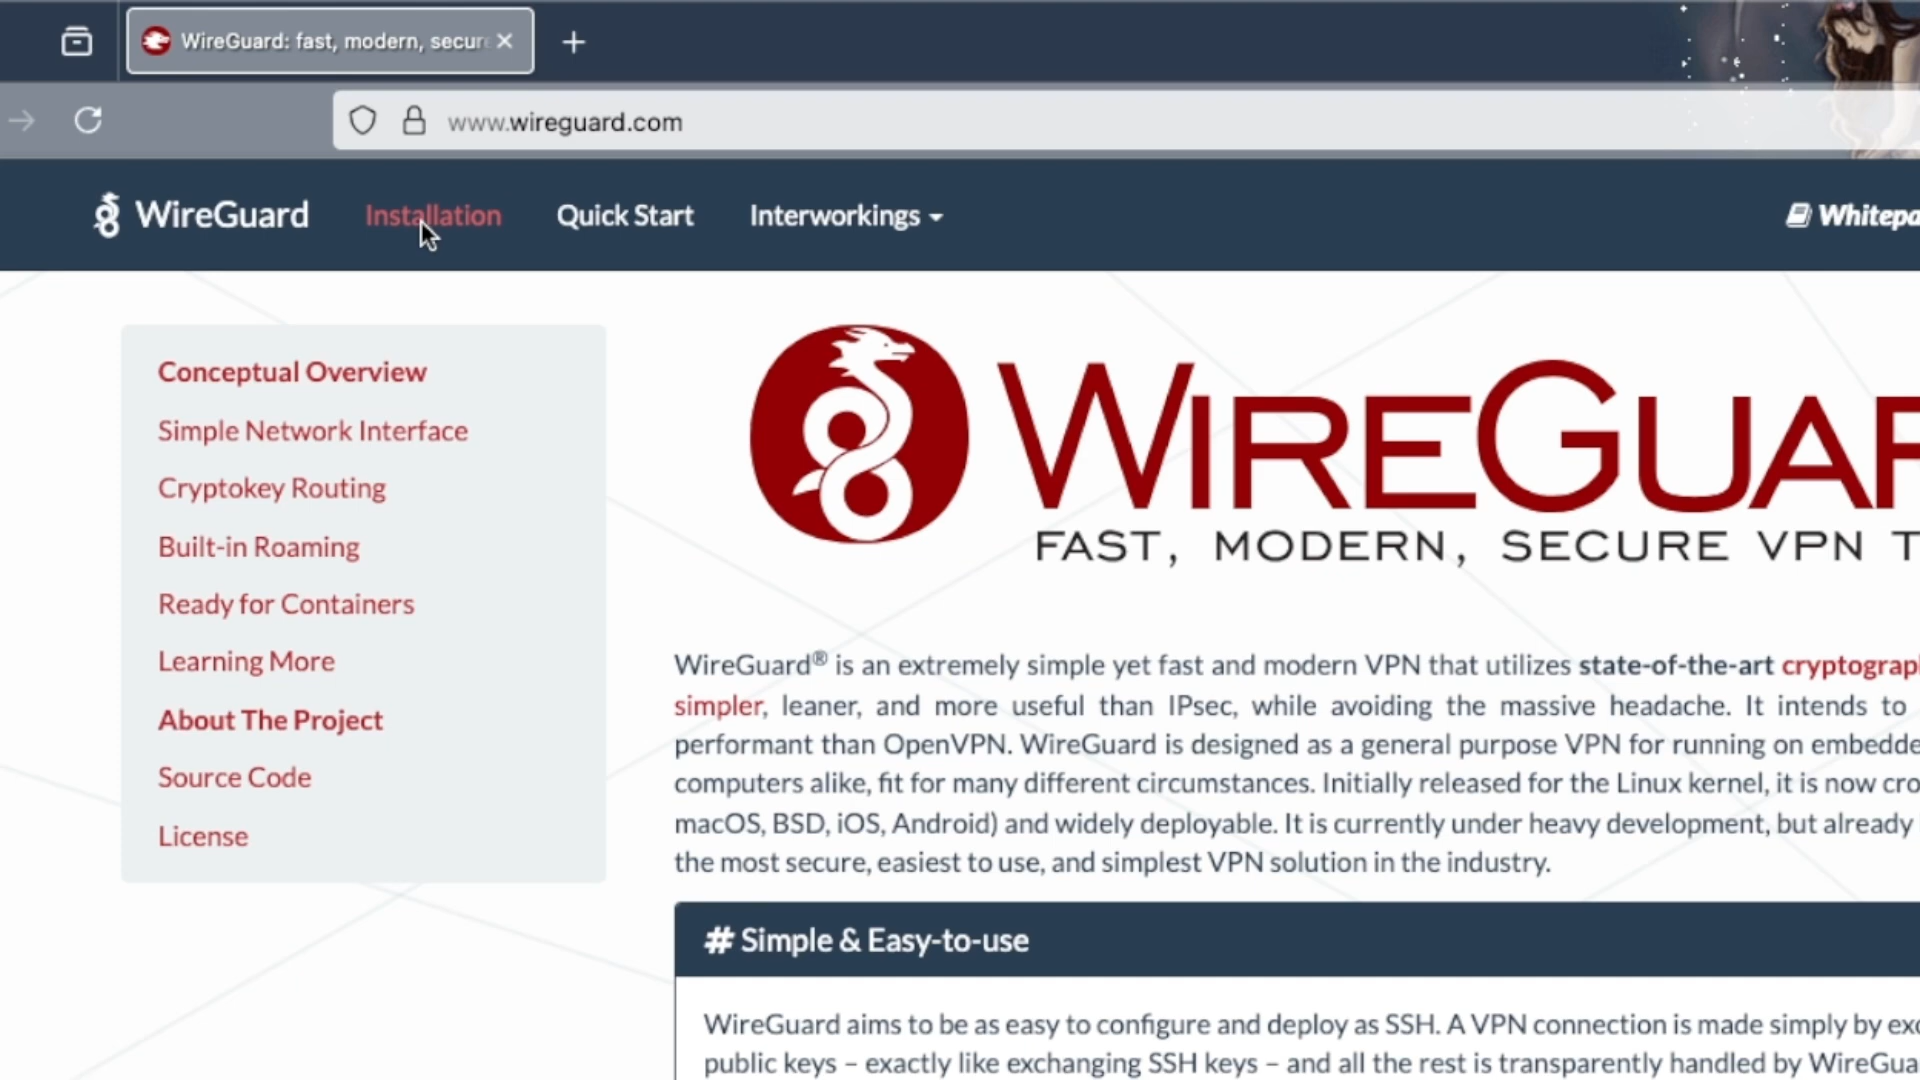 WireGuard: fast, modern, secur
www.wireguard.com
WireGuard Installation Quick Start Interworkings
Conceptual Overview
Simple Network Interface
Cryptokey Routing
Built-in Roaming
Ready for Containers
Learning More
About The Project
Source Code
License
WIREGUAR
FAST, MODERN, SECURE VPN T
WireGuard® is an extremely simple yet fast and modern VPN that utilizes state-of-the-art cryptograp
simpler, leaner, and more useful than IPsec, while avoiding the massive headache. It intends to
performant than OpenVPN. WireGuard is designed as a general purpose VPN for running on embedde
computers alike, fit for many different circumstances. Initially released for the Linux kernel, it is now cro
macOS, BSD, iOS, Android) and widely deployable. It is currently under heavy development, but already
the most secure, easiest to use, and simplest VPN solution in the industry.
# Simple & Easy-to-use
WireGuard aims to be as easy to configure and deploy as SSH. A VPN connection is made simply by exc
public keys – exactly like exchanging SSH keys – and all the rest is transparently handled by WireGua